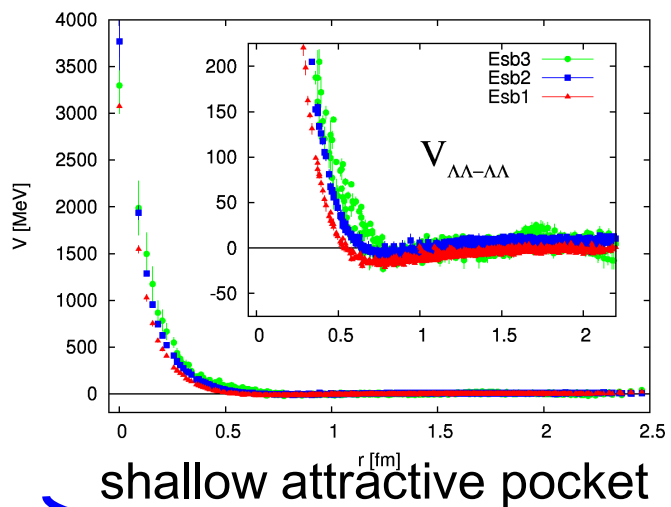 4000
3500
3000
2500
2000
1500
1000
500
0
V [MeV]
200
150
100
50
0
-50
Esb3
Esb2
Esb1
VΛΛ−ΛΛ
0 0.5 1 1.5 2
0 0.5 1 1.5 2 2.5
r [fm]
shallow attractive pocket